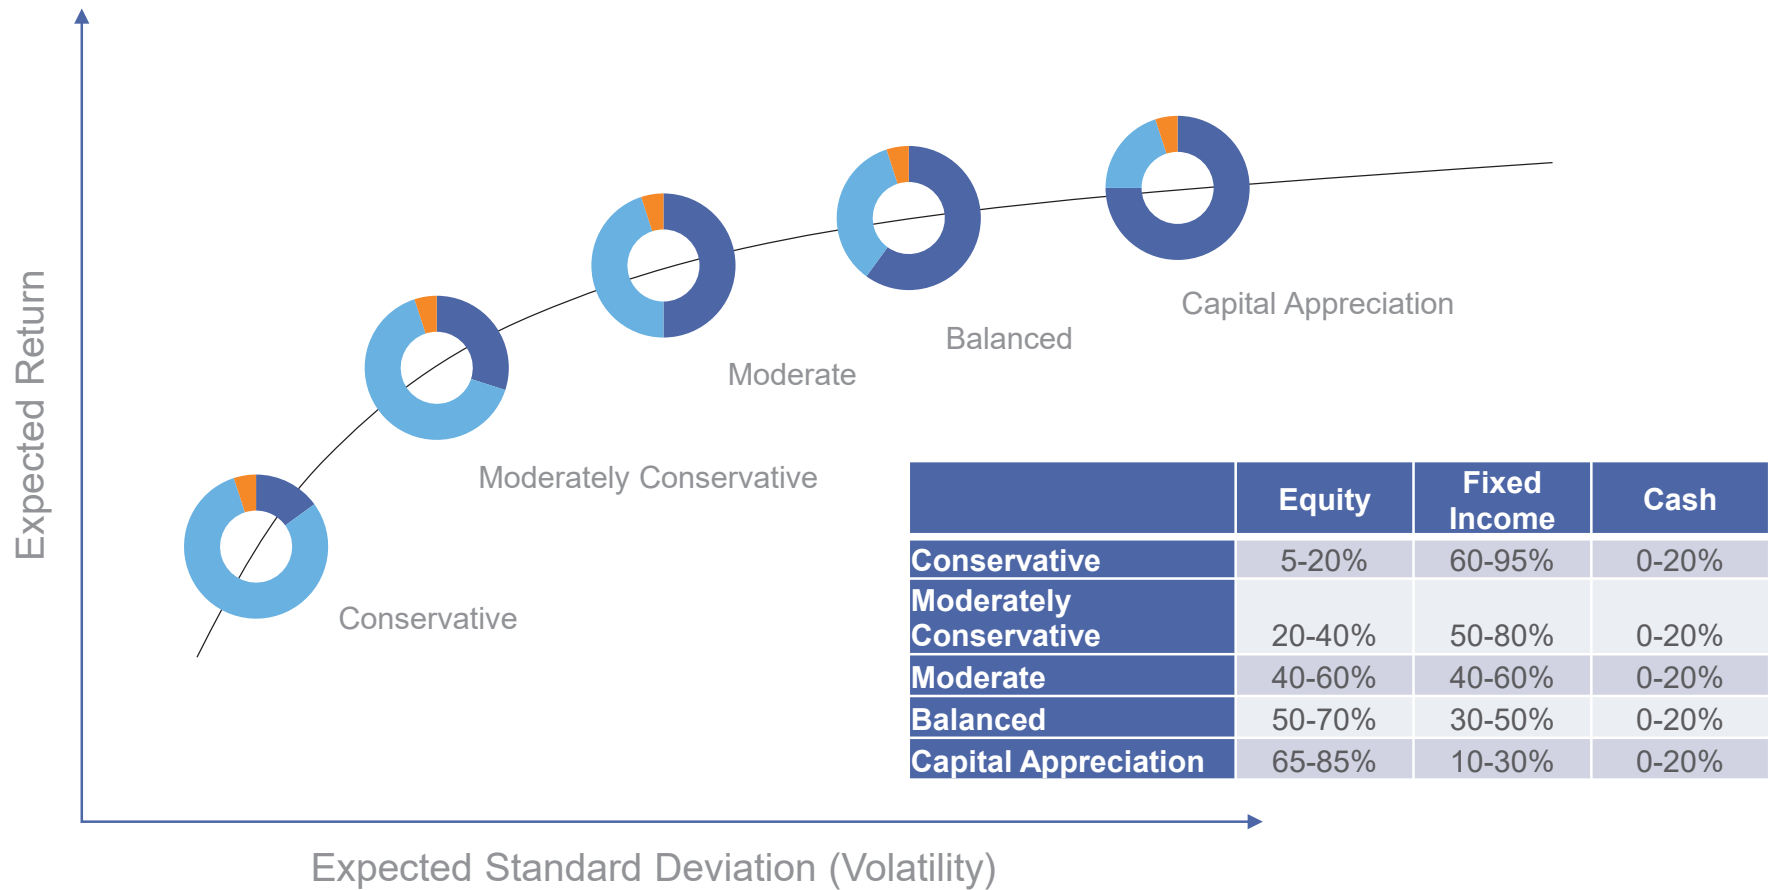 Expected Return
Capital Appreciation
Balanced
Moderate
Moderately Conservative
Conservative
Equity
Fixed
Income
Cash
Conservative 5-20% 60-95% 0-20%
Moderately
Conservative 20-40% 50-80% 0-20%
Moderate 40-60% 40-60% 0-20%
Balanced 50-70% 30-50% 0-20%
Capital Appreciation 65-85% 10-30% 0-20%
Expected Standard Deviation (Volatility)